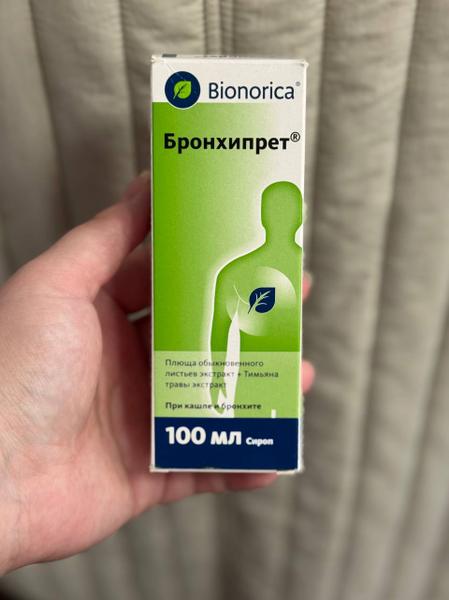 Bionorica®
Бронхипрет®
Плюща обыкновенного
листьев экстракт + Тимьяна
травы экстракт
При кашле и бронхите
100 мл Сироп